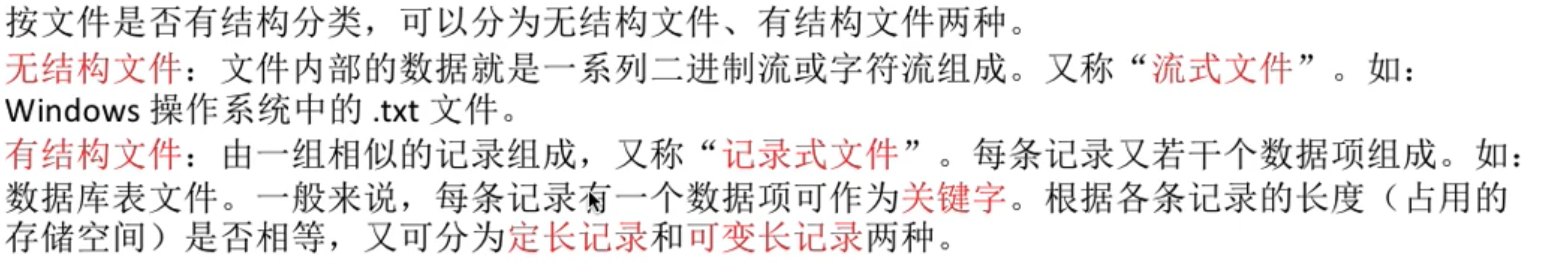 按文件是否有结构分类，可以分为无结构文件、有结构文件两种。
无结构文件：文件内部的数据就是一系列二进制流或字符流组成。又称“流式文件”。如：
Windows 操作系统中的 .txt 文件。
有结构文件：由一组相似的记录组成，又称“记录式文件”。每条记录又若干个数据项组成。如：
数据库表文件。一般来说，每条记录有一个数据项可作为关键字。根据各条记录的长度（占用的
存储空间）是否相等，又可分为定长记录和可变长记录两种。